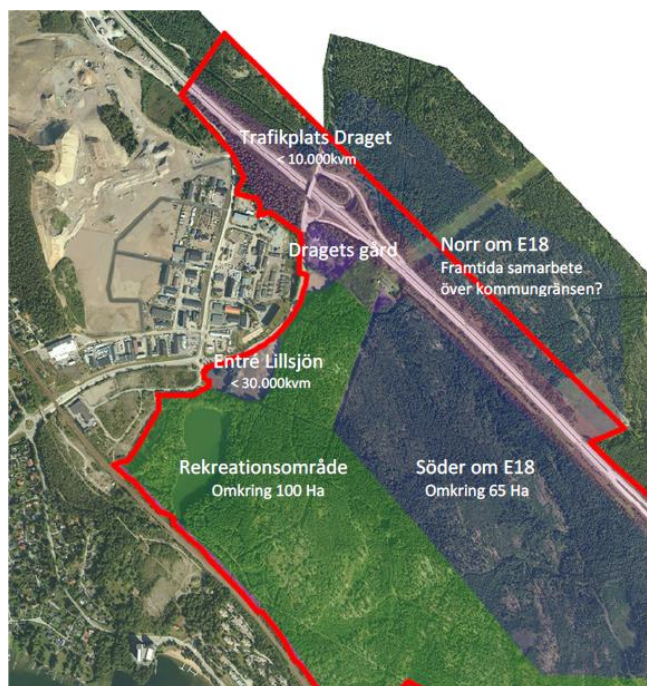 Trafikplats Draget
< 10.000kvm
Dragets gård
Norr om E18
Framtida samarbete
över kommungränsen?
Entré Lillsjön
< 30.000kvm
Rekreationsområde
Omkring 100 Ha
Söder om E18
Omkring 65 Ha